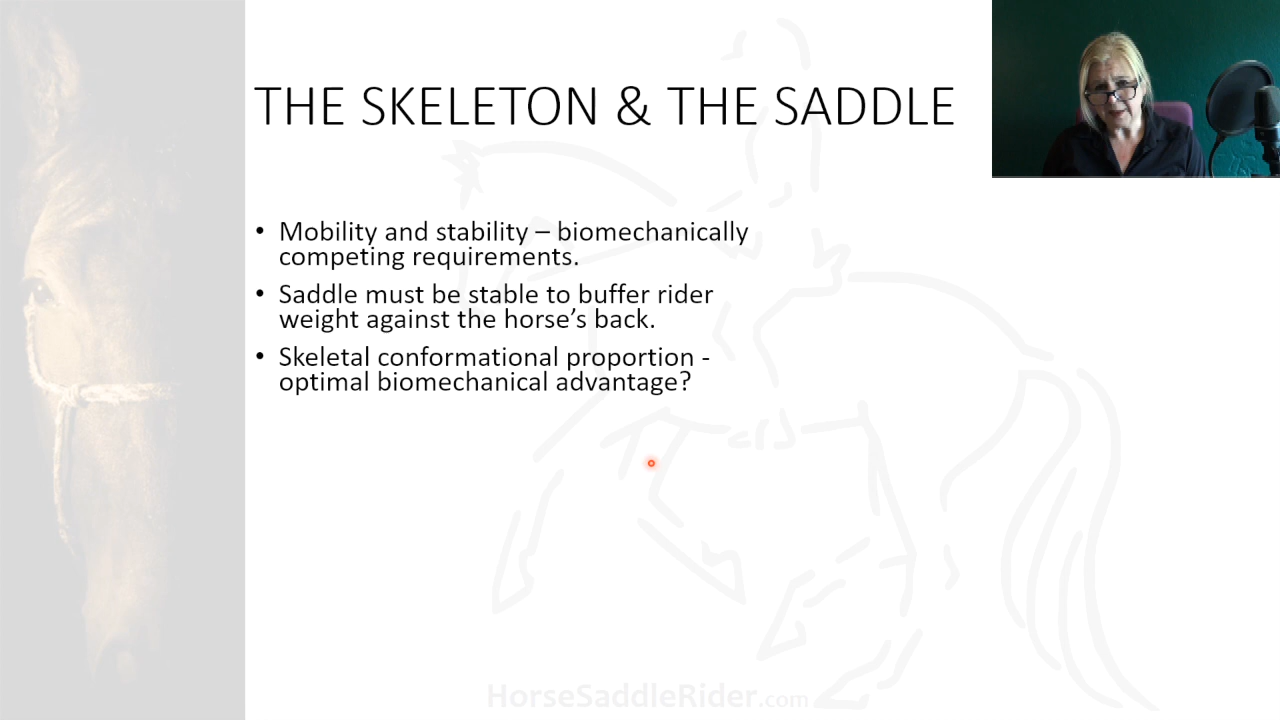 THE SKELETON & THE SADDLE
• Mobility and stability – biomechanically
competing requirements.
• Saddle must be stable to buffer rider
weight against the horse’s back.
• Skeletal conformational proportion -
optimal biomechanical advantage?
HorseSaddleRider.com